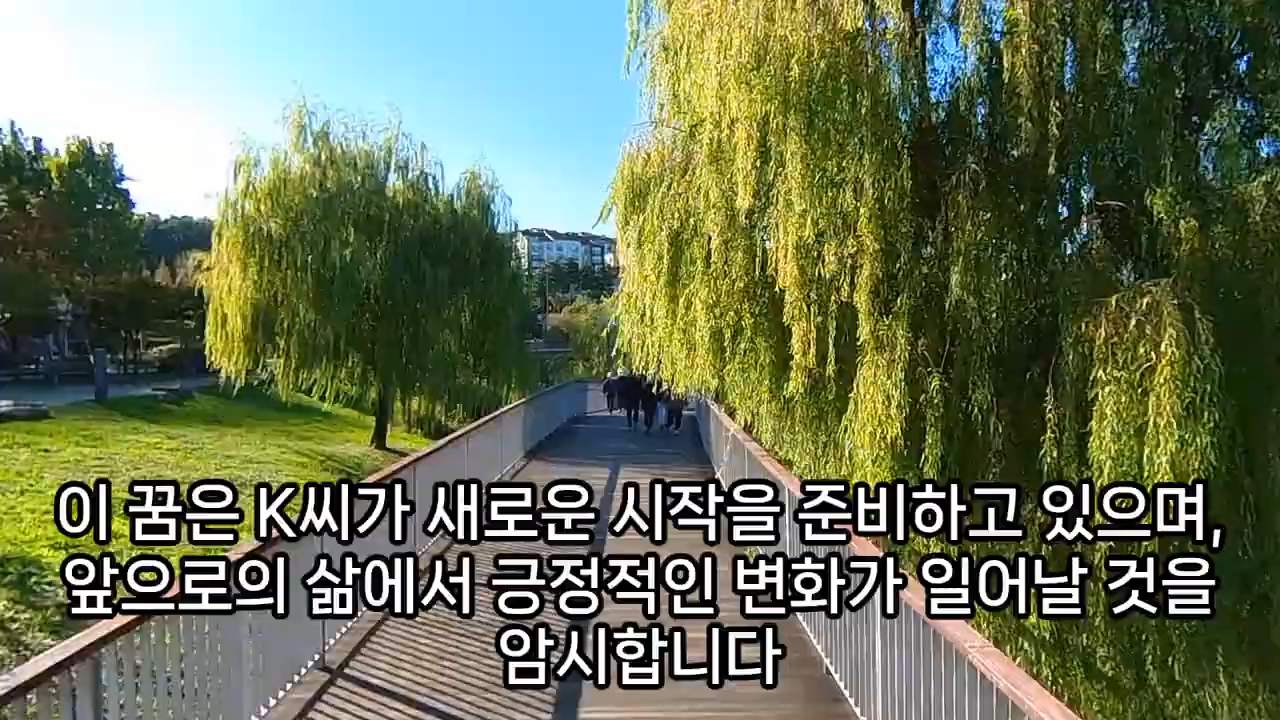 이 꿈은 K씨가 새로운 시작을 준비하고 있으며,
앞으로의 삶에서 긍정적인 변화가 일어날 것을
암시합니다